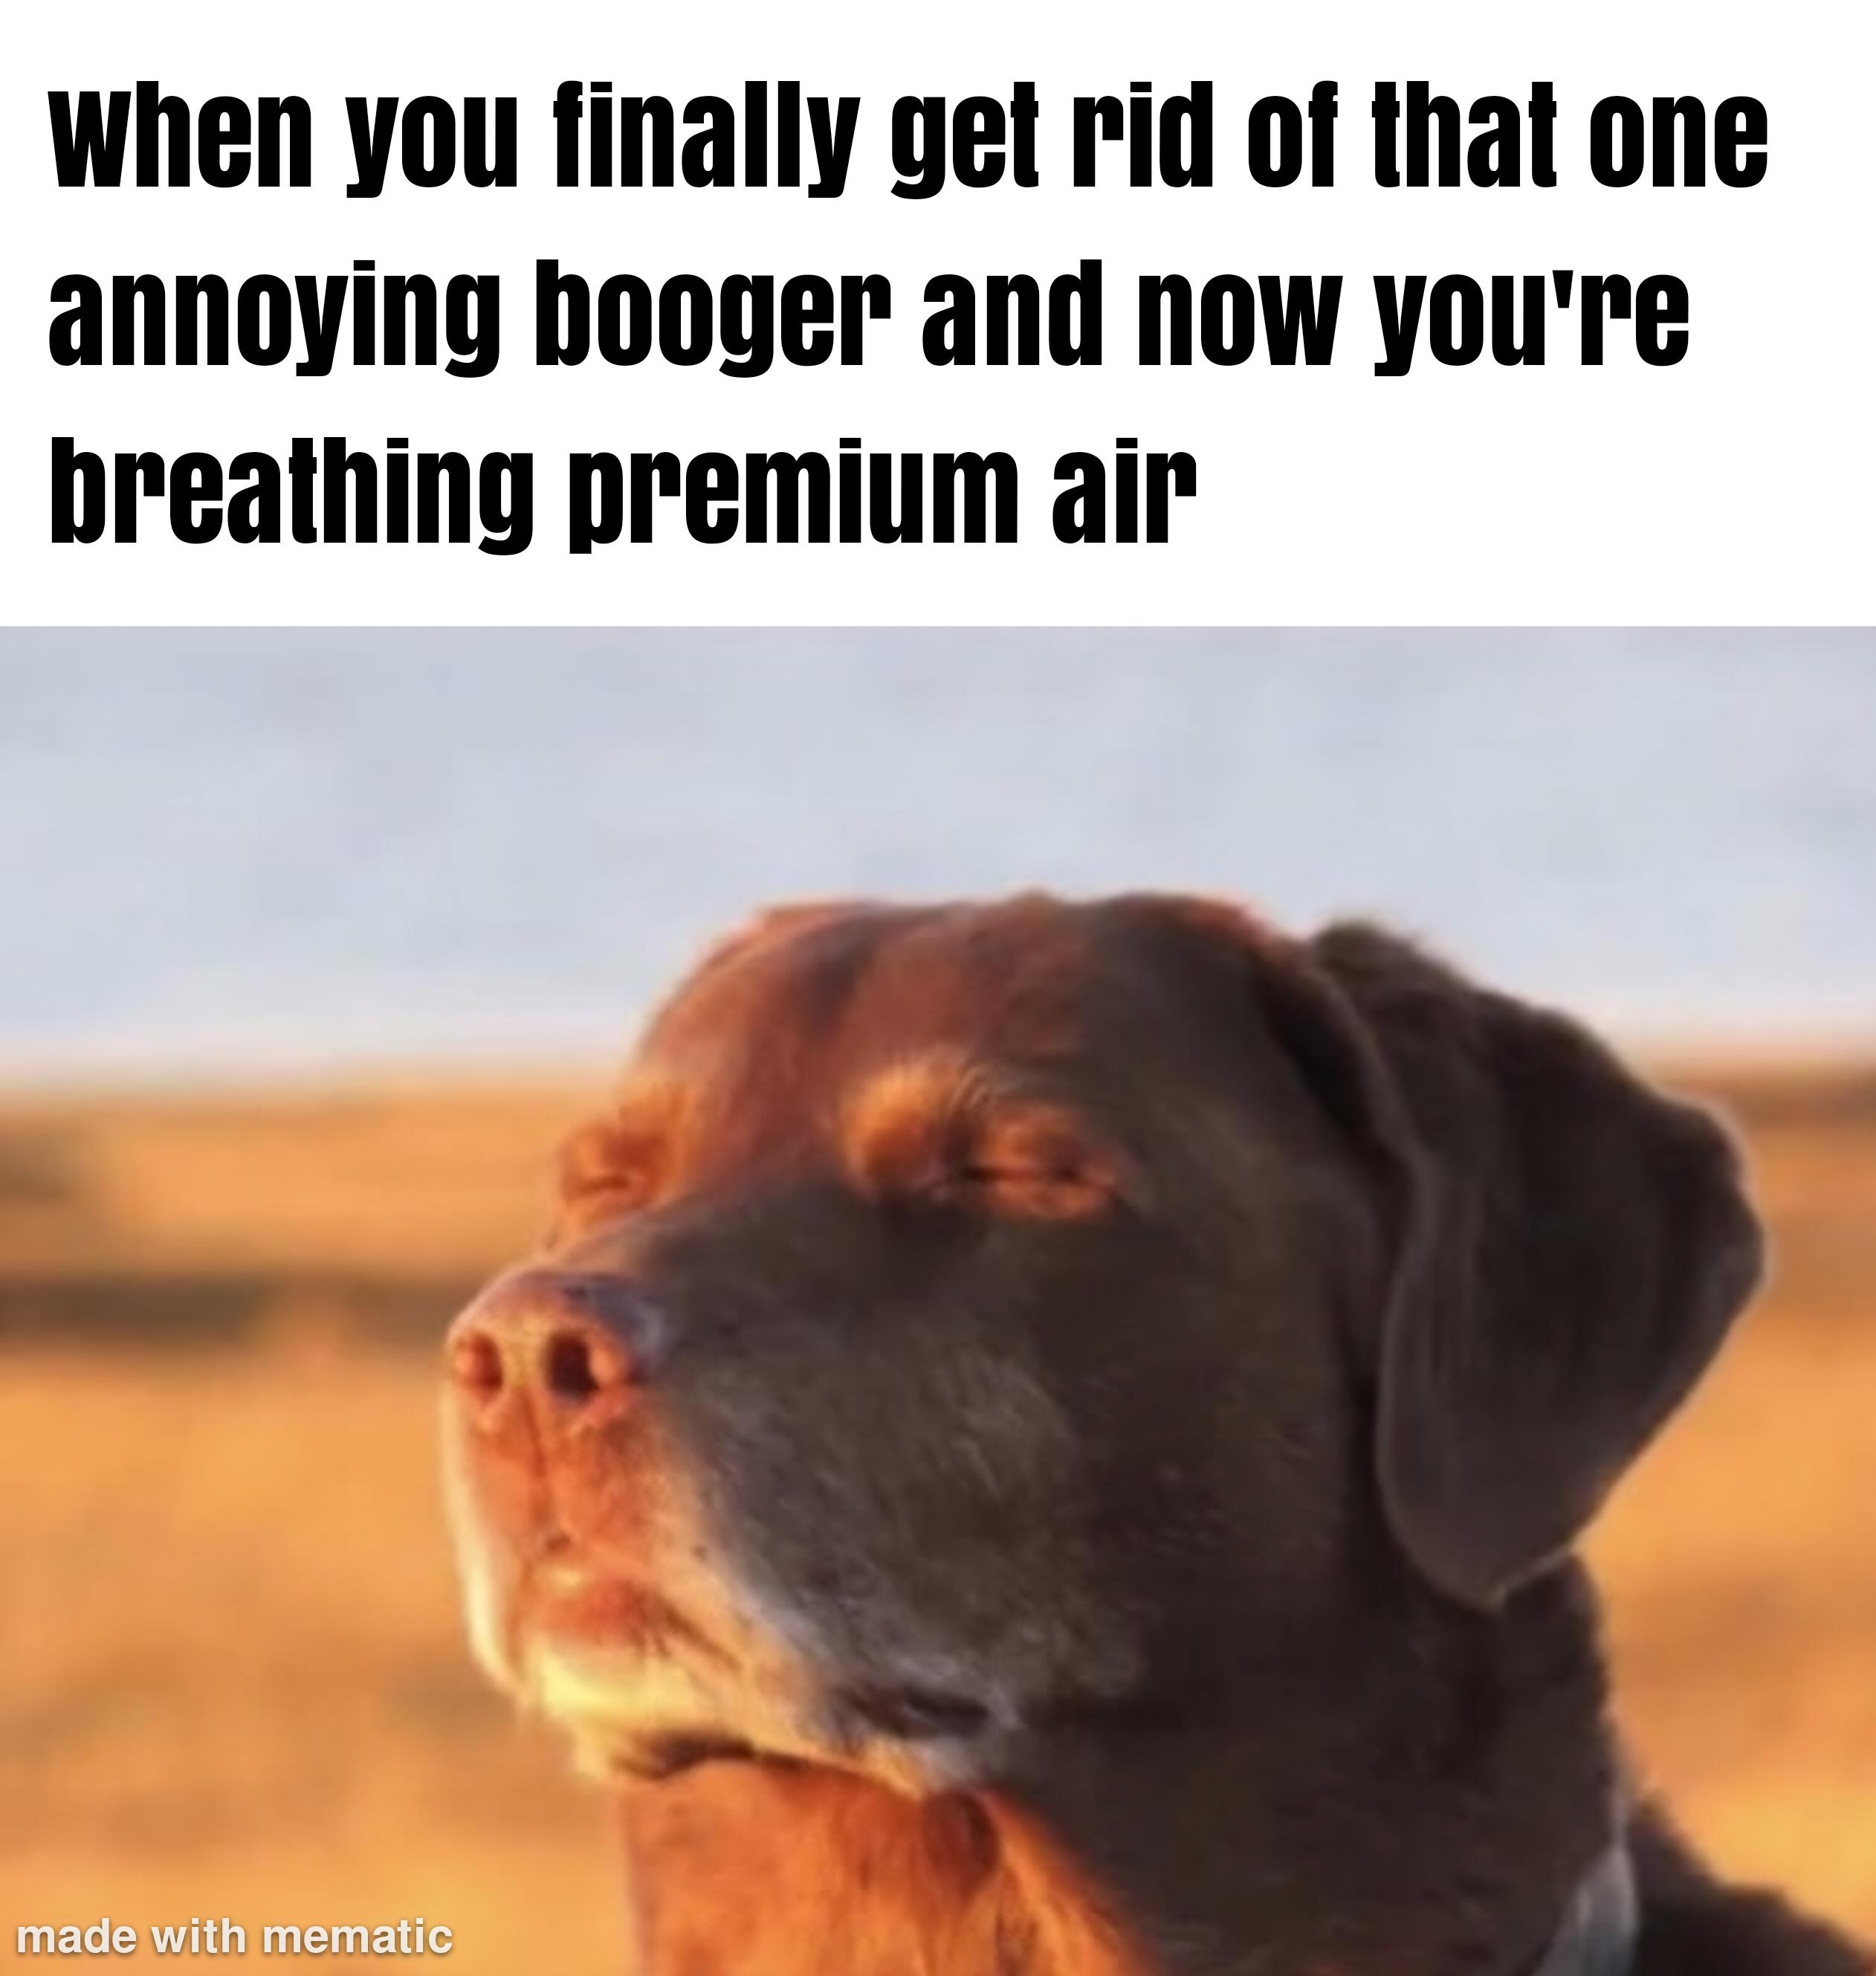 When you finally get rid of that one
annoying booger and now you're
breathing premium air
made with mematic